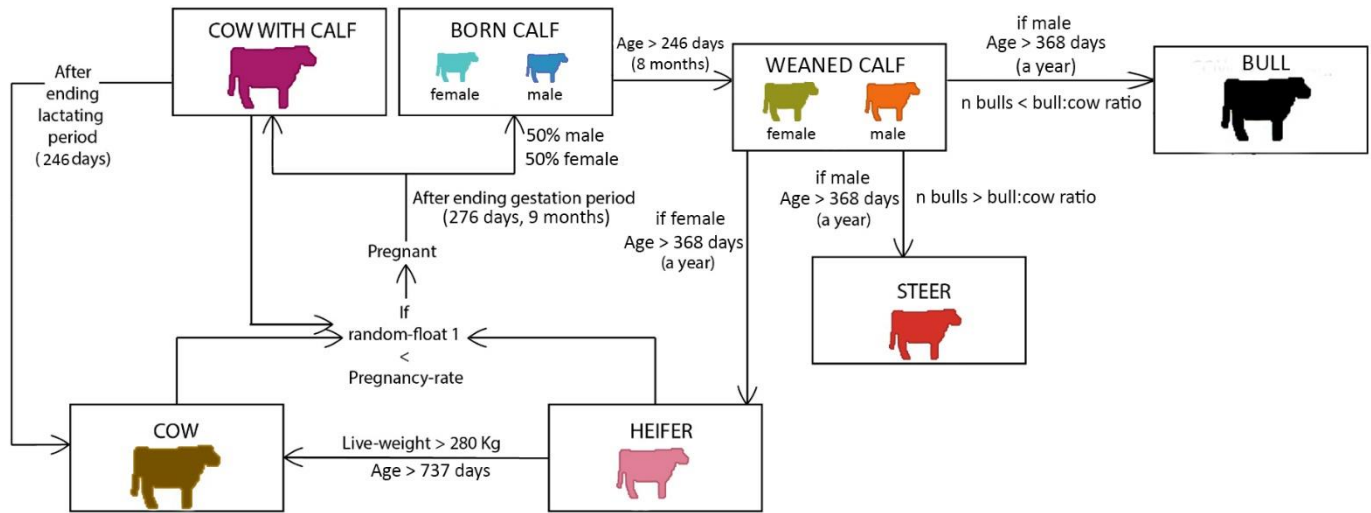 COW WITH CALF
After
ending
lactating
period
(246 days)
BORN CALF
female
male
Age > 246 days
(8 months)
WEANED CALF
female
male
if male
Age > 368 days
(a year)
n bulls < bull:cow ratio
BULL
50% male
50% female
After ending gestation period
(276 days, 9 months)
Pregnant
If
random-float 1
<
Pregnancy-rate
if female
Age > 368 days
(a year)
if male
Age > 368 days
(a year)
n bulls > bull:cow ratio
STEER
COW
Live-weight > 280 Kg
Age > 737 days
HEIFER